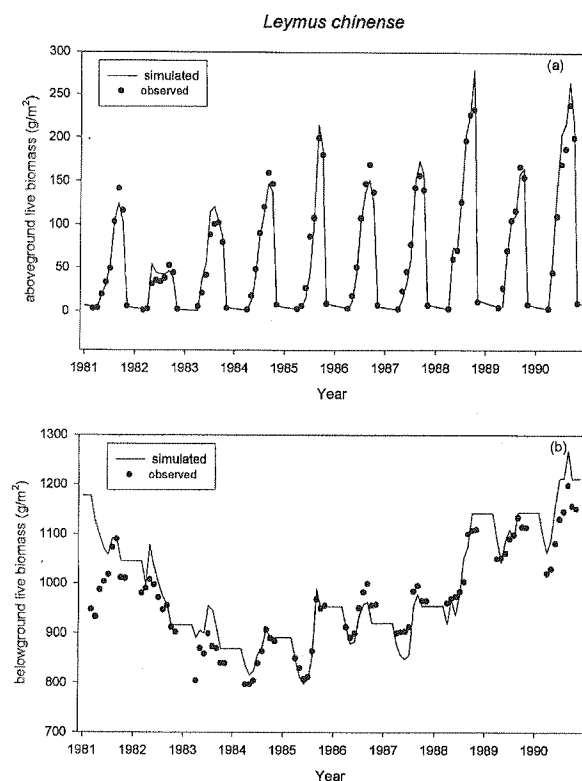 Leymus chinense
(a)
simulated
observed
aboveground live biomass (g/m²)
300
250
200
150
100
50
0
1981 1982 1983 1984 1985 1986 1987 1988 1989 1990
Year
(b)
simulated
observed
belowground live biomass (g/m²)
1300
1200
1100
1000
900
800
700
1981 1982 1983 1984 1985 1986 1987 1988 1989 1990
Year